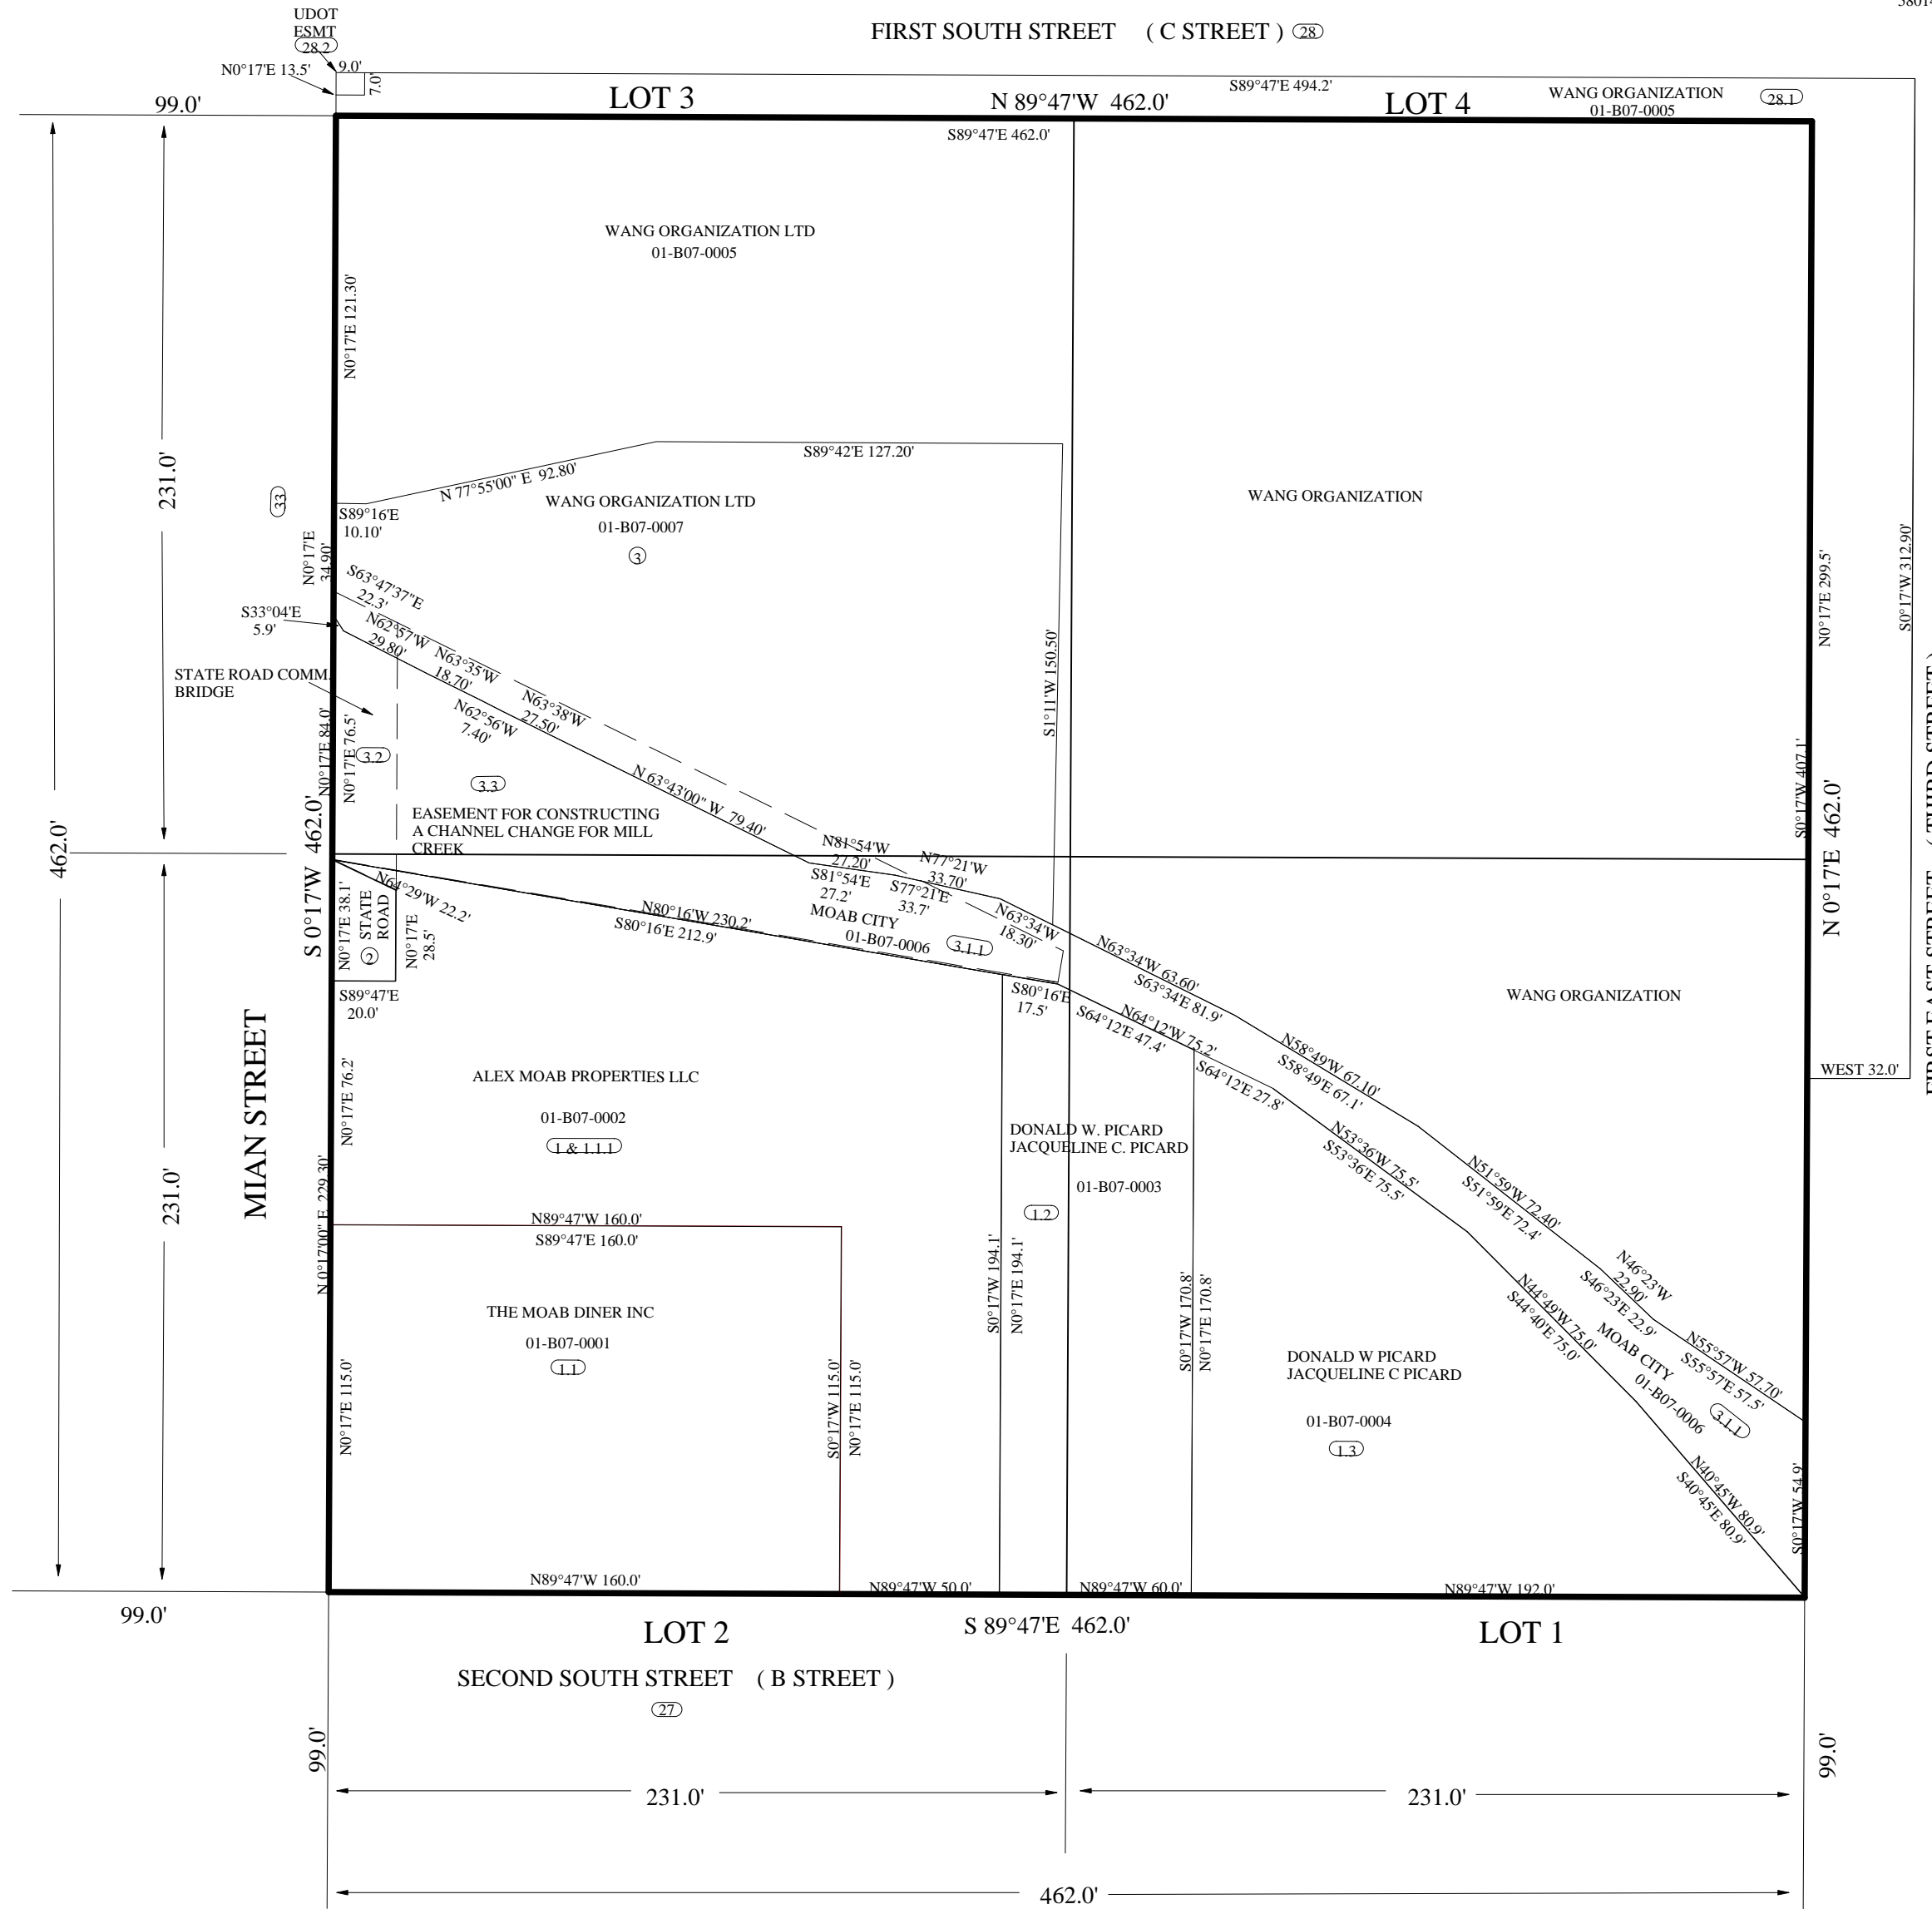 UDOT
ESMT
28.2
FIRST SOUTH STREET ( C STREET ) 28
N0°17'E 13.5'
9.0'
7.0'
99.0'
LOT 3
N 89°47'W 462.0'
S89°47'E 494.2'
LOT 4
WANG ORGANIZATION
01-B07-0005
28.1
S89°47'E 462.0'
WANG ORGANIZATION LTD
01-B07-0005
N0°17'E 121.30'
231.0'
33
S89°42'E 127.20'
N 77°55'00" E 92.80'
WANG ORGANIZATION LTD
01-B07-0007
3
S89°16'E
10.10'
WANG ORGANIZATION
N0°17'E
34.90'
S63°47'37"E
22.3'
S33°04'E
5.9'
N62°57'W
29.80'
N63°35'W
18.70'
N63°38'W
27.50'
N62°56'W
7.40'
S1°11'W 150.50'
N0°17'E 299.5'
S0°17'W 312.90'
STATE ROAD COMM.
BRIDGE
N0°17'E 84.0'
N0°17'E 76.5'
3.2
3.3
N 63°43'00" W 79.40'
EASEMENT FOR CONSTRUCTING
A CHANNEL CHANGE FOR MILL
CREEK
S0°17'W 407.1'
N 0°17'E 462.0'
462.0'
S 0°17'W 462.0'
N81°54'W
27.20'
N77°21'W
33.70'
S81°54'E
27.2'
S77°21'E
33.7'
N64°29'W 22.2'
N0°17'E 38.1'
2
STATE
ROAD
N0°17'E
28.5'
N80°16'W 230.2'
S80°16'E 212.9'
MOAB CITY
01-B07-0006
3.1.1
N63°34'W
18.30'
N63°34'W 63.60'
S63°34'E 81.9'
S89°47'E
20.0'
S80°16'E
17.5'
S64°12'E 47.4'
N64°12'W 75.2'
S64°12'E 27.8'
WANG ORGANIZATION
N58°49'W 67.10'
S58°49'E 67.1'
WEST 32.0'
FIRST EAST STREET ( THIRD STREET )
MIAN STREET
N0°17'E 76.2'
ALEX MOAB PROPERTIES LLC
01-B07-0002
1 & 1.1.1
DONALD W. PICARD
JACQUELINE C. PICARD
01-B07-0003
1.2
N53°36'W 75.5'
S53°36'E 75.5'
N51°59'W 72.40'
S51°59'E 72.4'
231.0'
N 0°17'00" E 229.30'
N89°47'W 160.0'
S89°47'E 160.0'
S0°17'W 194.1'
N0°17'E 194.1'
S0°17'W 170.8'
N0°17'E 170.8'
N46°23'W
22.90'
S46°23'E 22.9'
N44°49'W 75.0'
S44°40'E 75.0'
THE MOAB DINER INC
01-B07-0001
1.1
N0°17'E 115.0'
S0°17'W 115.0'
N0°17'E 115.0'
DONALD W PICARD
JACQUELINE C PICARD
01-B07-0004
1.3
MOAB CITY
01-B07-0006
3.1.1
N55°57'W 57.70'
S55°57'E 57.5'
N40°45'W 80.9'
S40°45'E 80.9'
S0°17'W 54.9'
N89°47'W 160.0'
N89°47'W 50.0'
N89°47'W 60.0'
N89°47'W 192.0'
99.0'
LOT 2
S 89°47'E 462.0'
LOT 1
SECOND SOUTH STREET ( B STREET )
27
99.0'
99.0'
231.0'
231.0'
462.0'